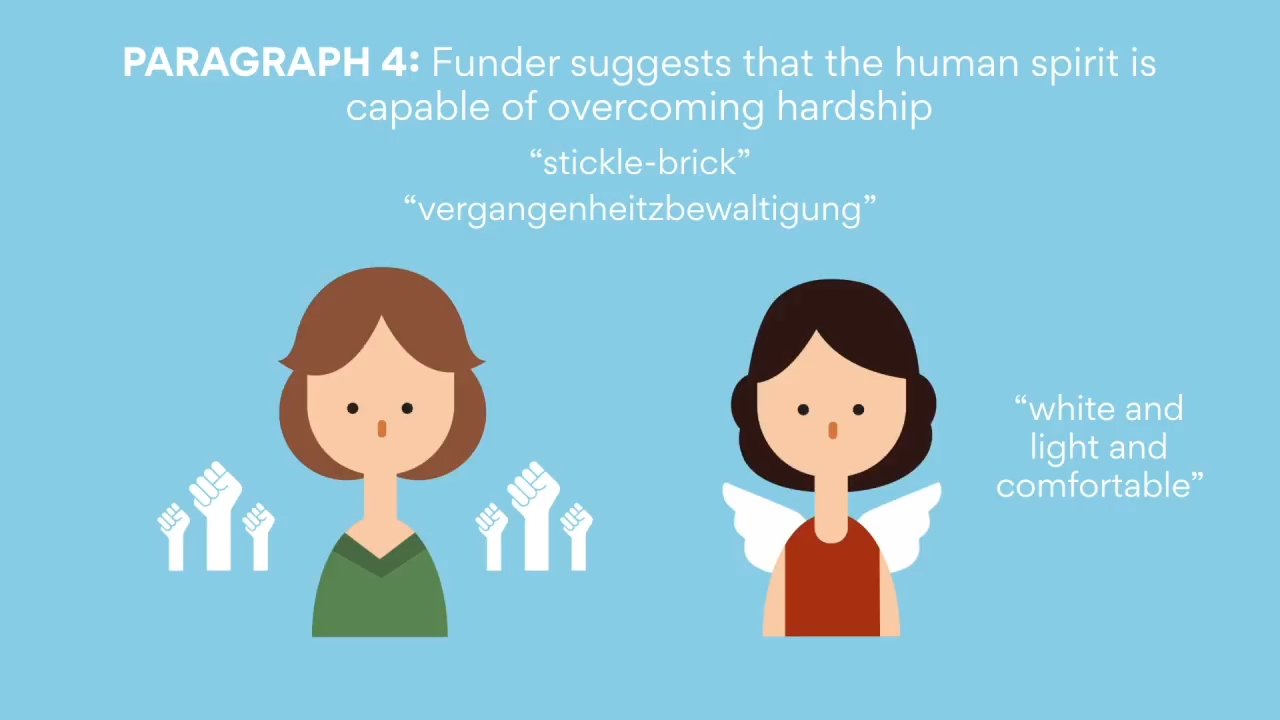 PARAGRAPH 4: Funder suggests that the human spirit is
capable of overcoming hardship
“stickle-brick”
“vergangenheitzbewaltigung”
“white and
light and
comfortable”